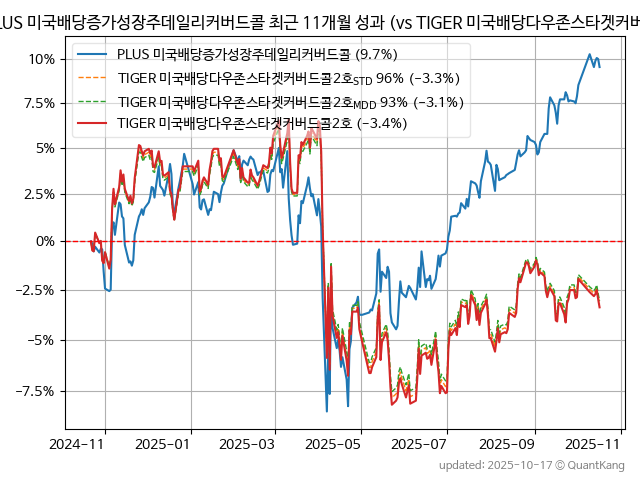 PLUS 미국배당증가성장주데일리커버드콜 최근 11개월 성과 (vs TIGER 미국배당다우존스타겟커버
PLUS 미국배당증가성장주데일리커버드콜 (9.7%)
TIGER 미국배당다우존스타겟커버드콜2호STD 96% (−3.3%)
TIGER 미국배당다우존스타겟커버드콜2호MDD 93% (−3.1%)
TIGER 미국배당다우존스타겟커버드콜2호 (−3.4%)
10%
7.5%
5%
2.5%
0%
−2.5%
−5%
−7.5%
2024-11 2025-01 2025-03 2025-05 2025-07 2025-09 2025-11
updated: 2025-10-17 © QuantKang